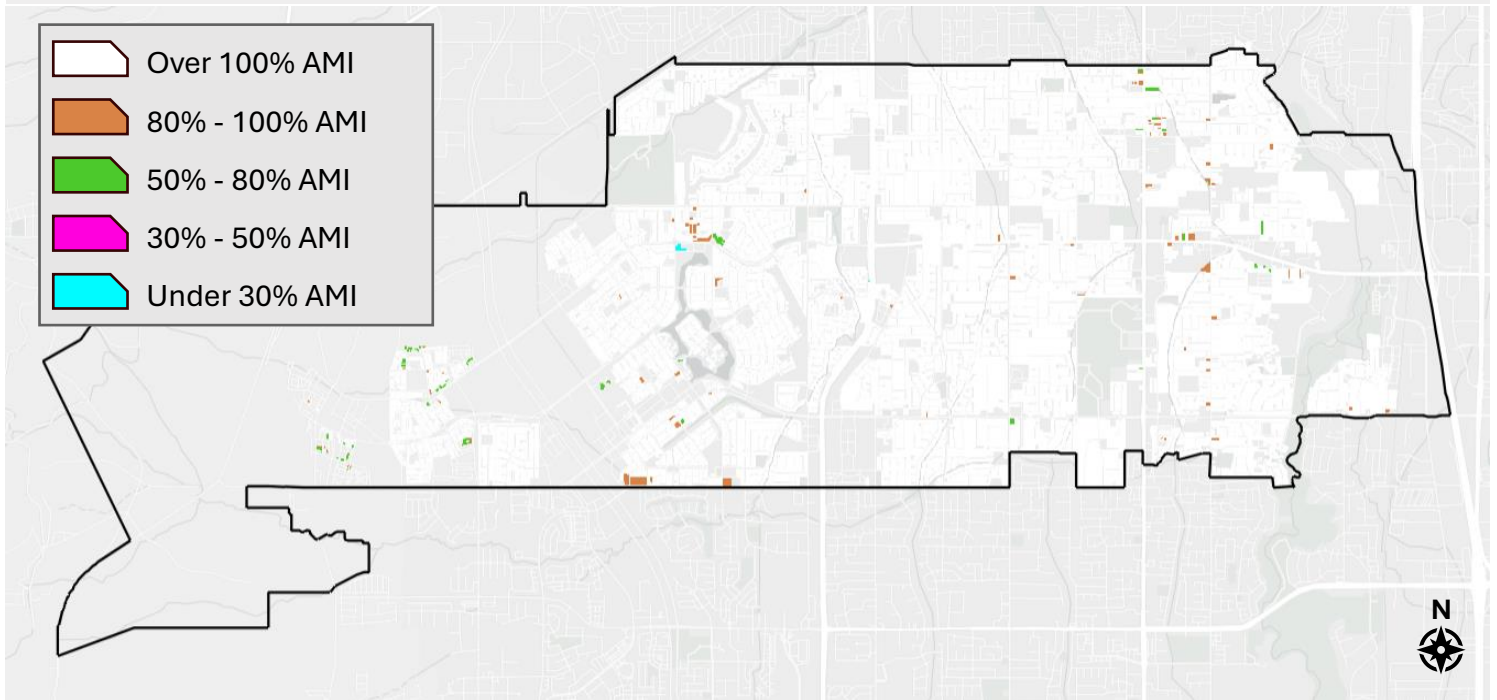 Over 100% AMI
80% - 100% AMI
50% - 80% AMI
30% - 50% AMI
Under 30% AMI
N